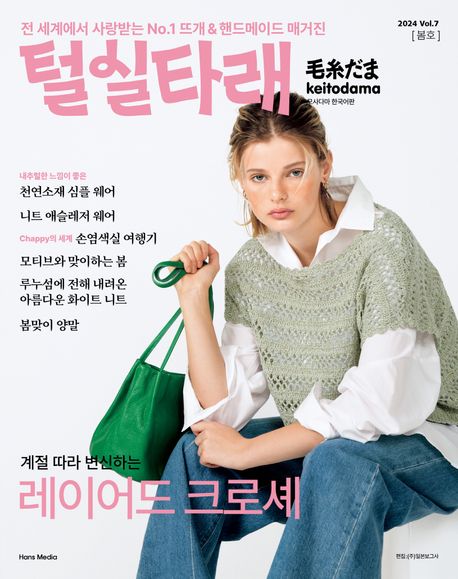 전 세계에서 사랑받는 No.1 뜨개 & 핸드메이드 매거진
2024 Vol.7
[ 봄호 ]
털실타래
毛糸だま
keitodama
케이토다마 한국어판
내추럴한 느낌이 좋은
천연소재 심플 웨어
니트 애슬레저 웨어
Chappy의 세계 손염색실 여행기
모티브와 맞이하는 봄
루누섬에 전해 내려온
아름다운 화이트 니트
봄맞이 양말
계절 따라 변신하는
레이어드 크로셰
Hans Media
편집:(주)일본보그사